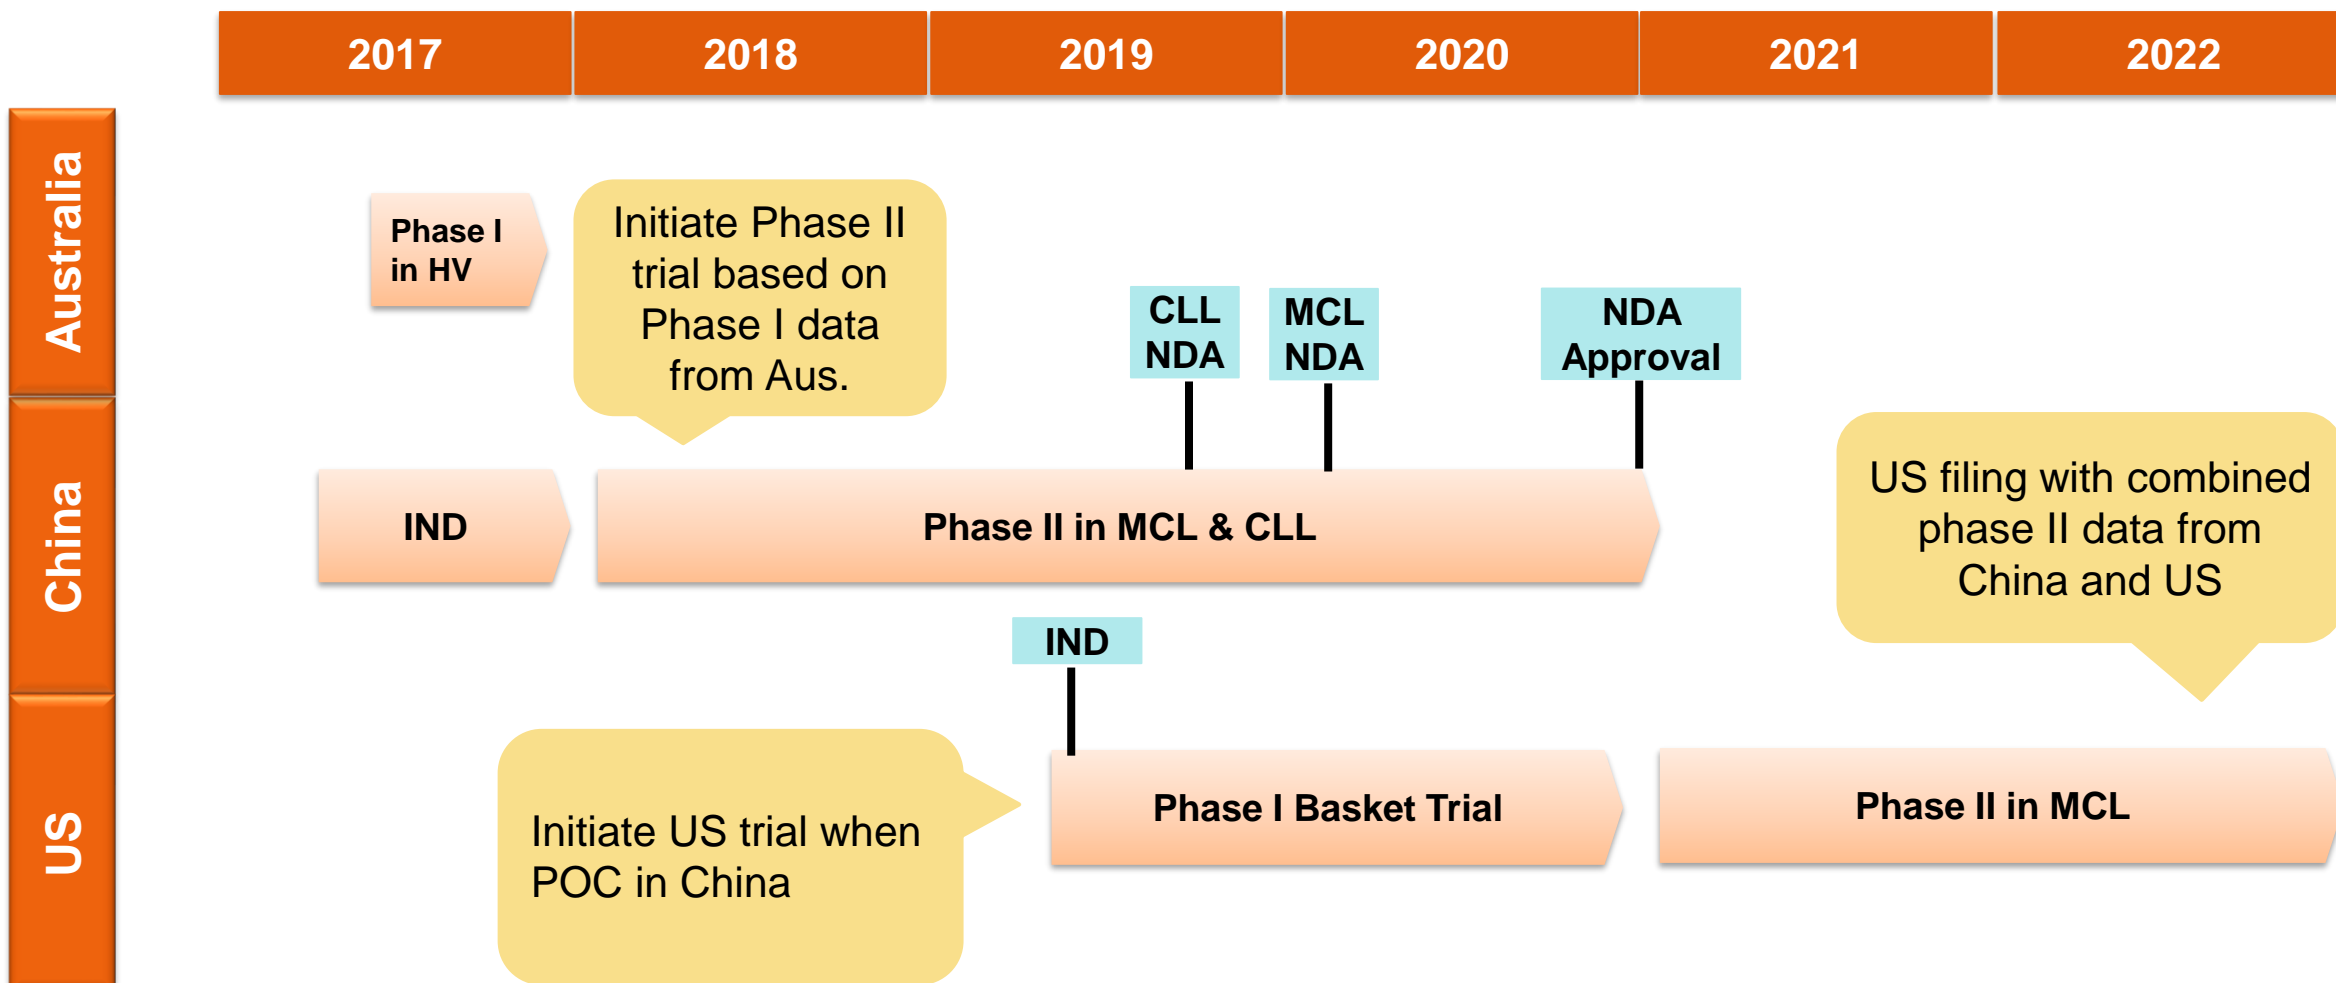 2017
2018
2019
2020
2021
2022
Australia
Phase I
in HV
Initiate Phase II
trial based on
Phase I data
from Aus.
CLL
NDA
MCL
NDA
NDA
Approval
China
IND
Phase II in MCL & CLL
US filing with combined
phase II data from
China and US
US
IND
Initiate US trial when
POC in China
Phase I Basket Trial
Phase II in MCL